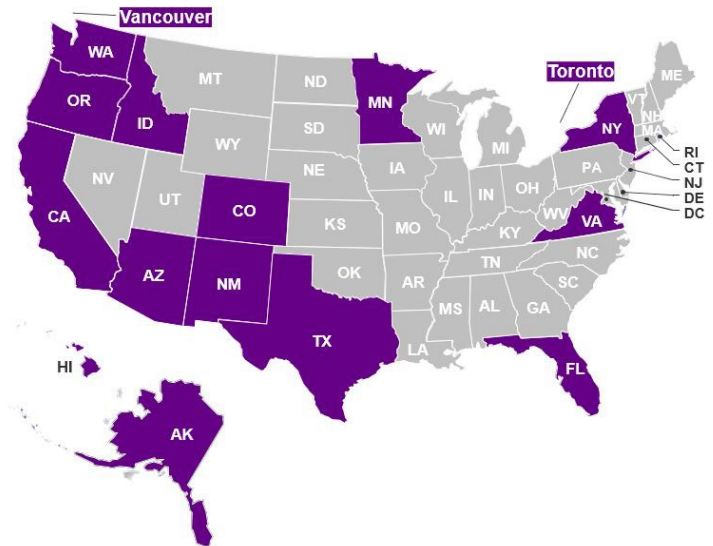 Vancouver
WA
MT
ND
MN
Toronto
ME
VT
NH
OR
ID
SD
WI
NY
MA
WY
MI
RI
CT
NJ
DE
DC
IA
PA
NE
NV
UT
IL
IN
OH
CA
CO
WV
VA
KS
MO
KY
NC
TN
AZ
NM
OK
AR
SC
MS
AL
GA
TX
LA
HI
FL
AK